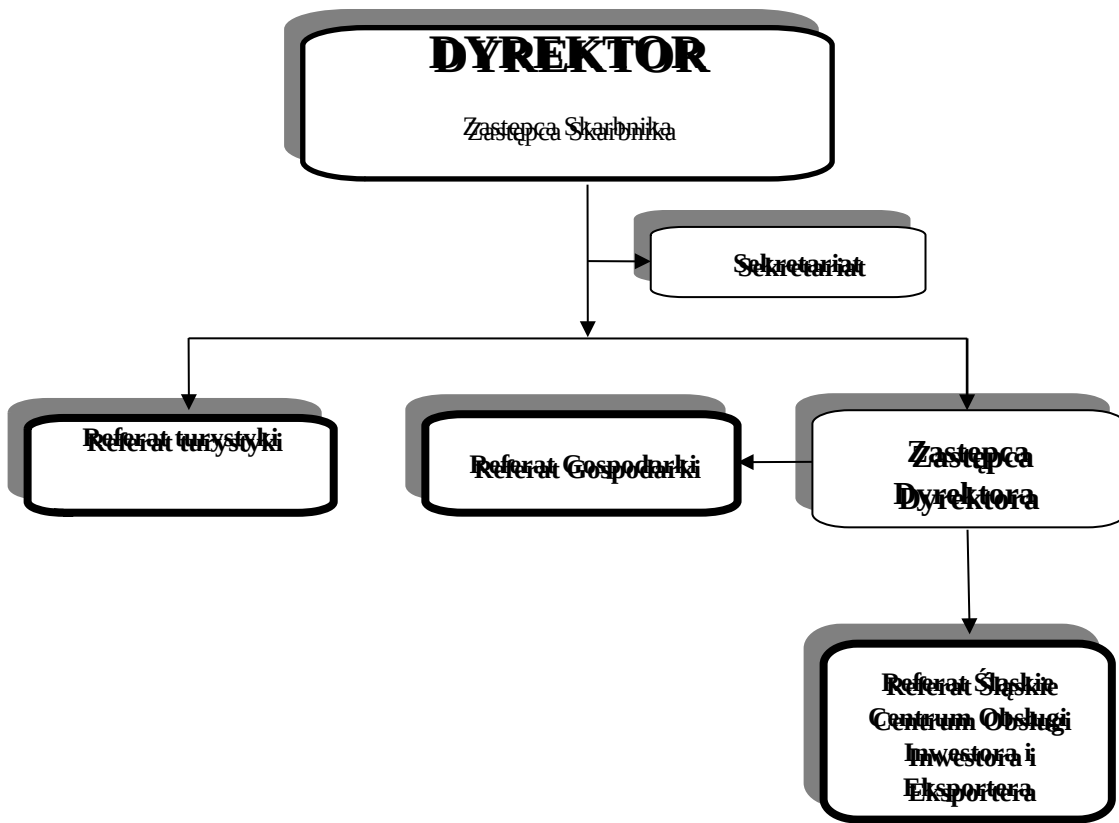 DYREKTOR
Zastępca Skarbnika
Sekretariat
Referat turystyki
Referat Gospodarki
Zastępca
Dyrektora
Referat Śląskie
Centrum Obsługi
Inwestora i
Eksportera